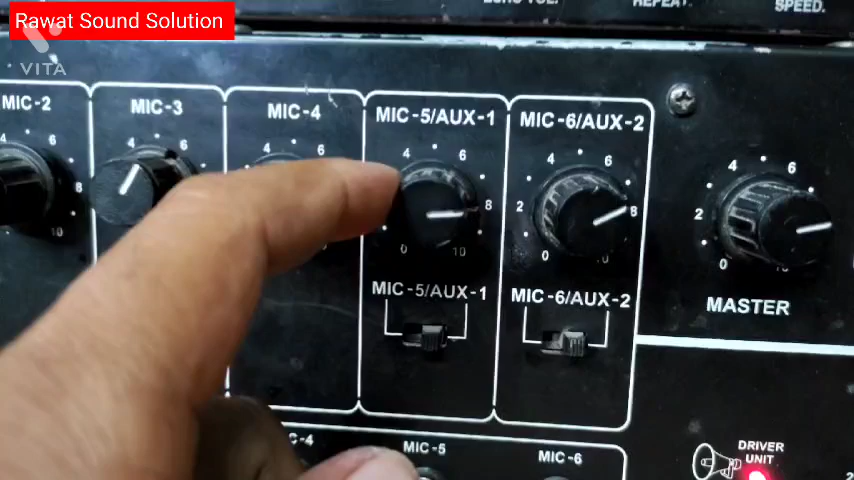 Rawat Sound Solution
VITA
REPEAT.
SPEED.
MIC-2
MIC-3
MIC-4
MIC-5/AUX-1
MIC-6/AUX-2
4 6 8 10
4 6
4 6
4 6 8 0 10
2 4 6 8 0
2 4 6 0
MIC-5/AUX-1
MIC-6/AUX-2
MASTER
MIC-5
MIC-6
DRIVER
UNIT